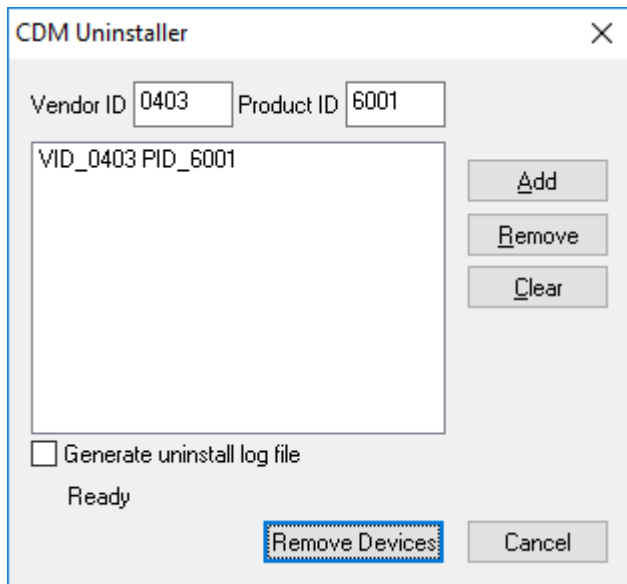 CDM Uninstaller
Vendor ID 0403 Product ID 6001
VID_0403 PID_6001
Add
Remove
Clear
Generate uninstall log file
Ready
Remove Devices Cancel